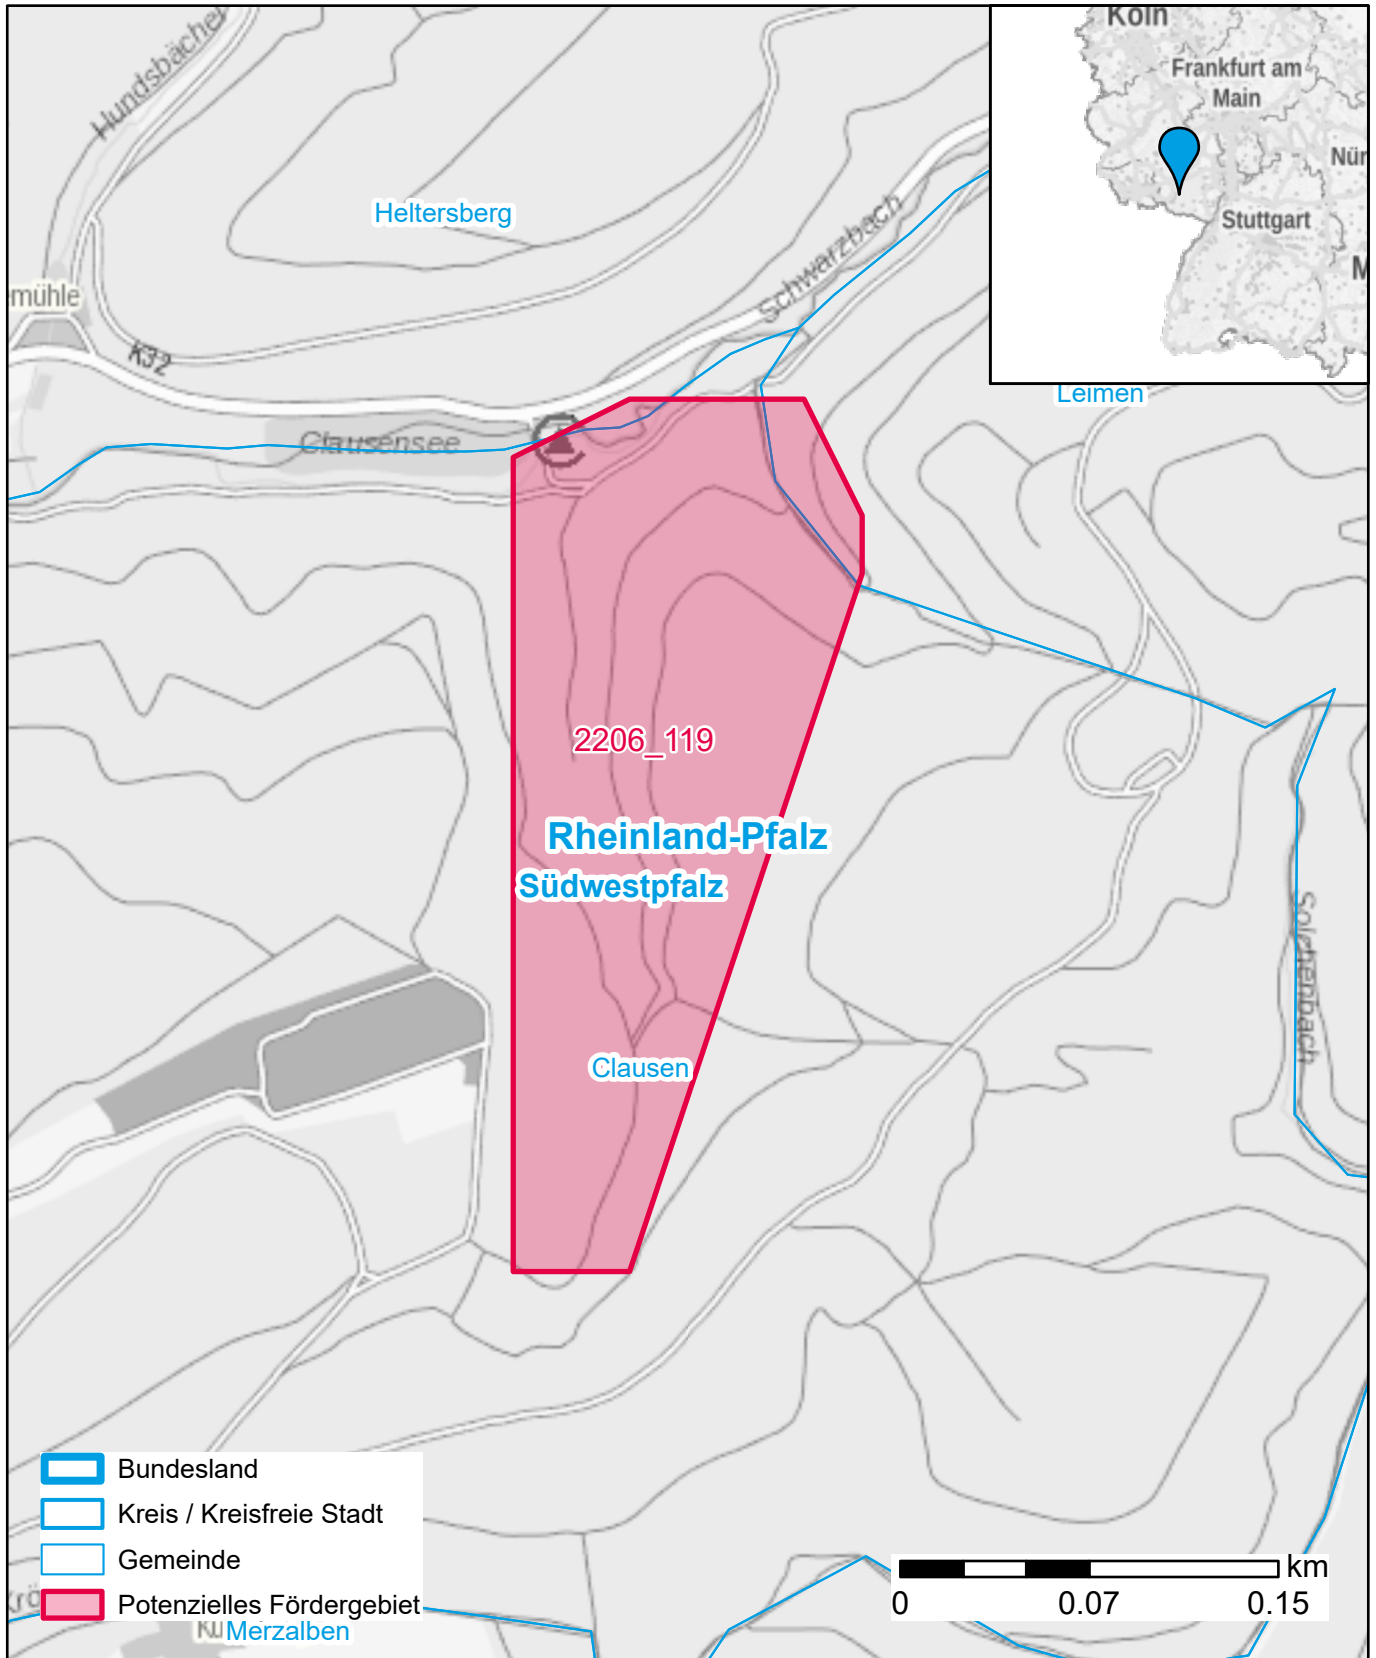 Hundsbächel
Köln
Frankfurt am
Main
Nür
Stuttgart
M
Heltersberg
Schwarzbach
mühle
K32
Leimen
Clausensee
2206_119
Rheinland-Pfalz
Südwestpfalz
Solchenbach
Clausen
Bundesland
Kreis / Kreisfreie Stadt
Gemeinde
Potenzielles Fördergebiet
Merzalben
km
0
0.07
0.15